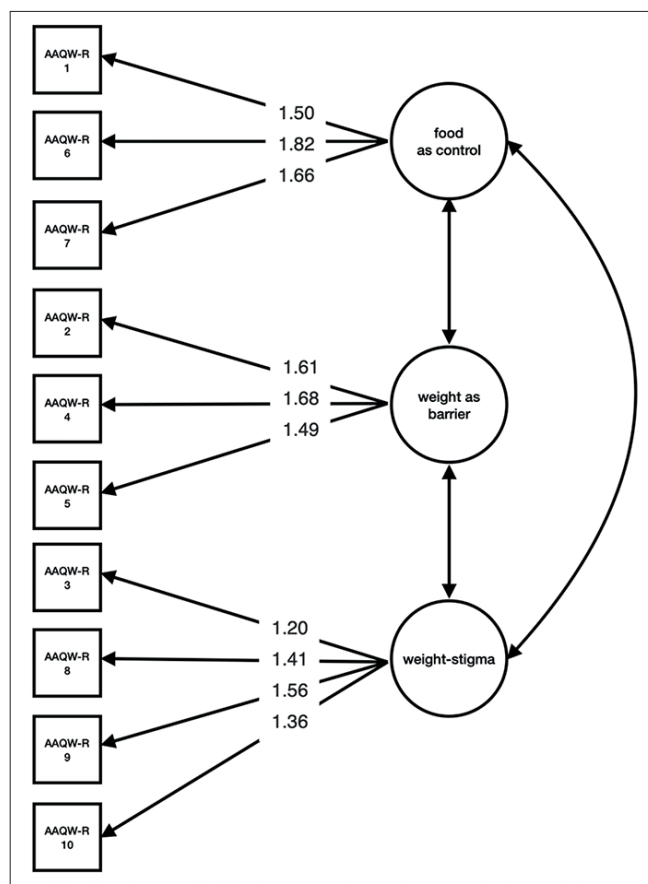 AAQW-R
1
AAQW-R
6
AAQW-R
7
AAQW-R
2
AAQW-R
4
AAQW-R
5
AAQW-R
3
AAQW-R
8
AAQW-R
9
AAQW-R
10
1.50
1.82
1.66
1.61
1.68
1.49
1.20
1.41
1.56
1.36
food
as control
weight as
barrier
weight-stigma